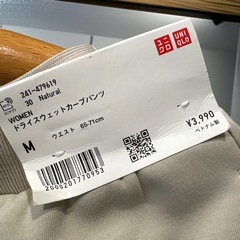 241-479619
30 Natural
WOMEN
ドライスウェットカーブパンツ
M
ウエスト 65-71cm
ユニクロ
UNIQLO
¥3,990
ベトナム製
2000207770953